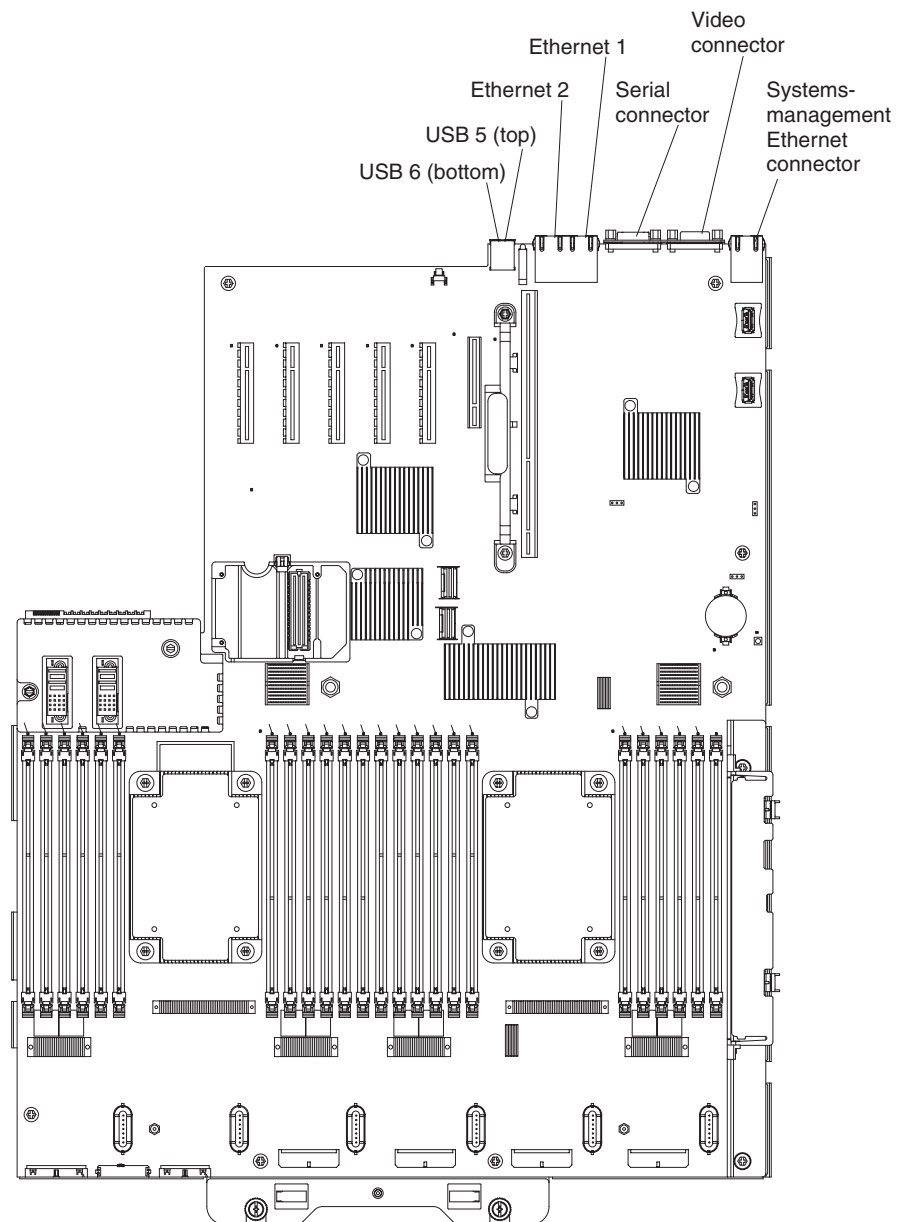 Video
connector
Ethernet 1
Ethernet 2
Serial
connector
Systems-
management
Ethernet
connector
USB 5 (top)
USB 6 (bottom)